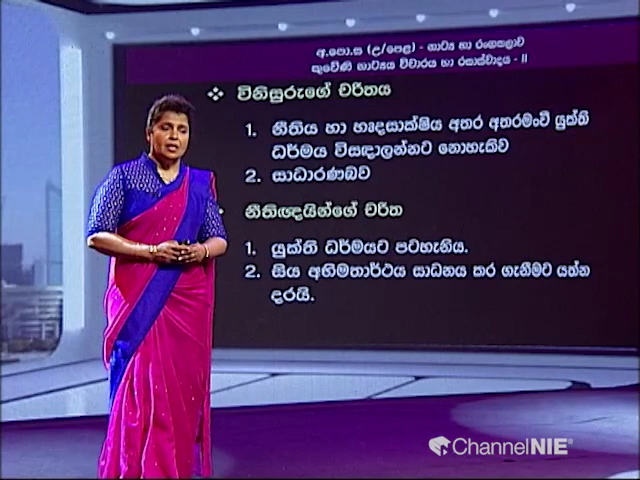 අ.පො.ස (උ/පෙළ) - නාට්‍ය හා රංගකලාව
කුවේණි නාට්‍යය විචාරය හා රසාස්වාදය - II
❖ විනිසුරුගේ චරිතය
1. නීතිය හා හෘදසාක්ෂිය අතර අතරමංවී යුක්ති
ධර්මය විසඳාලන්නට නොහැකිව
2. සාධාරණබව
❖ නීතිඥයින්ගේ චරිත
1. යුක්ති ධර්මයට පටහැනිය.
2. සිය අභිමතාර්ථය සාධනය කර ගැනීමට යත්න
දරයි.
ChannelNIE